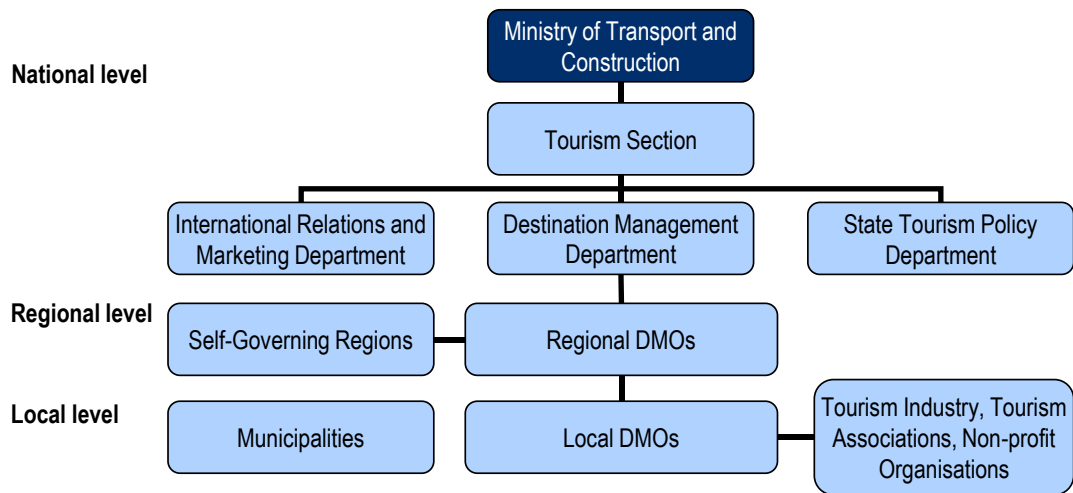 Ministry of Transport and
Construction
National level
Tourism Section
International Relations and
Marketing Department
Destination Management
Department
State Tourism Policy
Department
Regional level
Self-Governing Regions
Regional DMOs
Local level
Municipalities
Local DMOs
Tourism Industry, Tourism
Associations, Non-profit
Organisations